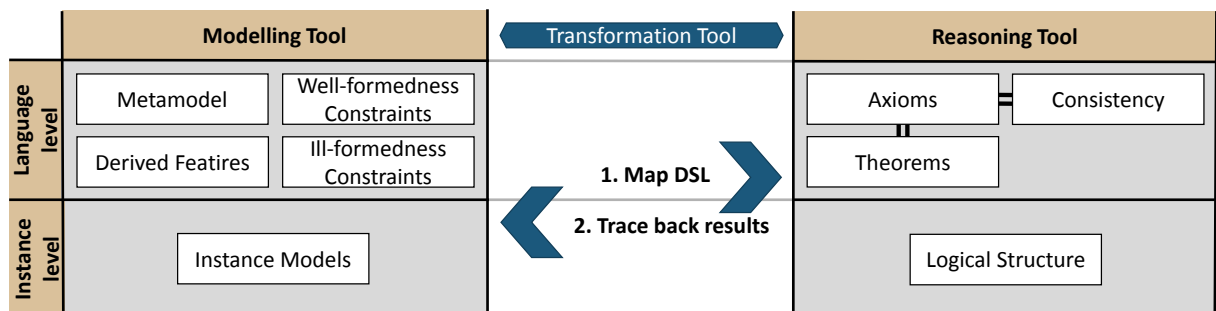 Modelling Tool
Transformation Tool
Reasoning Tool
Language
level
Metamodel
Well-formedness
Constraints
Derived Featires
Ill-formedness
Constraints
Axioms
Consistency
Theorems
1. Map DSL
2. Trace back results
Instance
level
Instance Models
Logical Structure